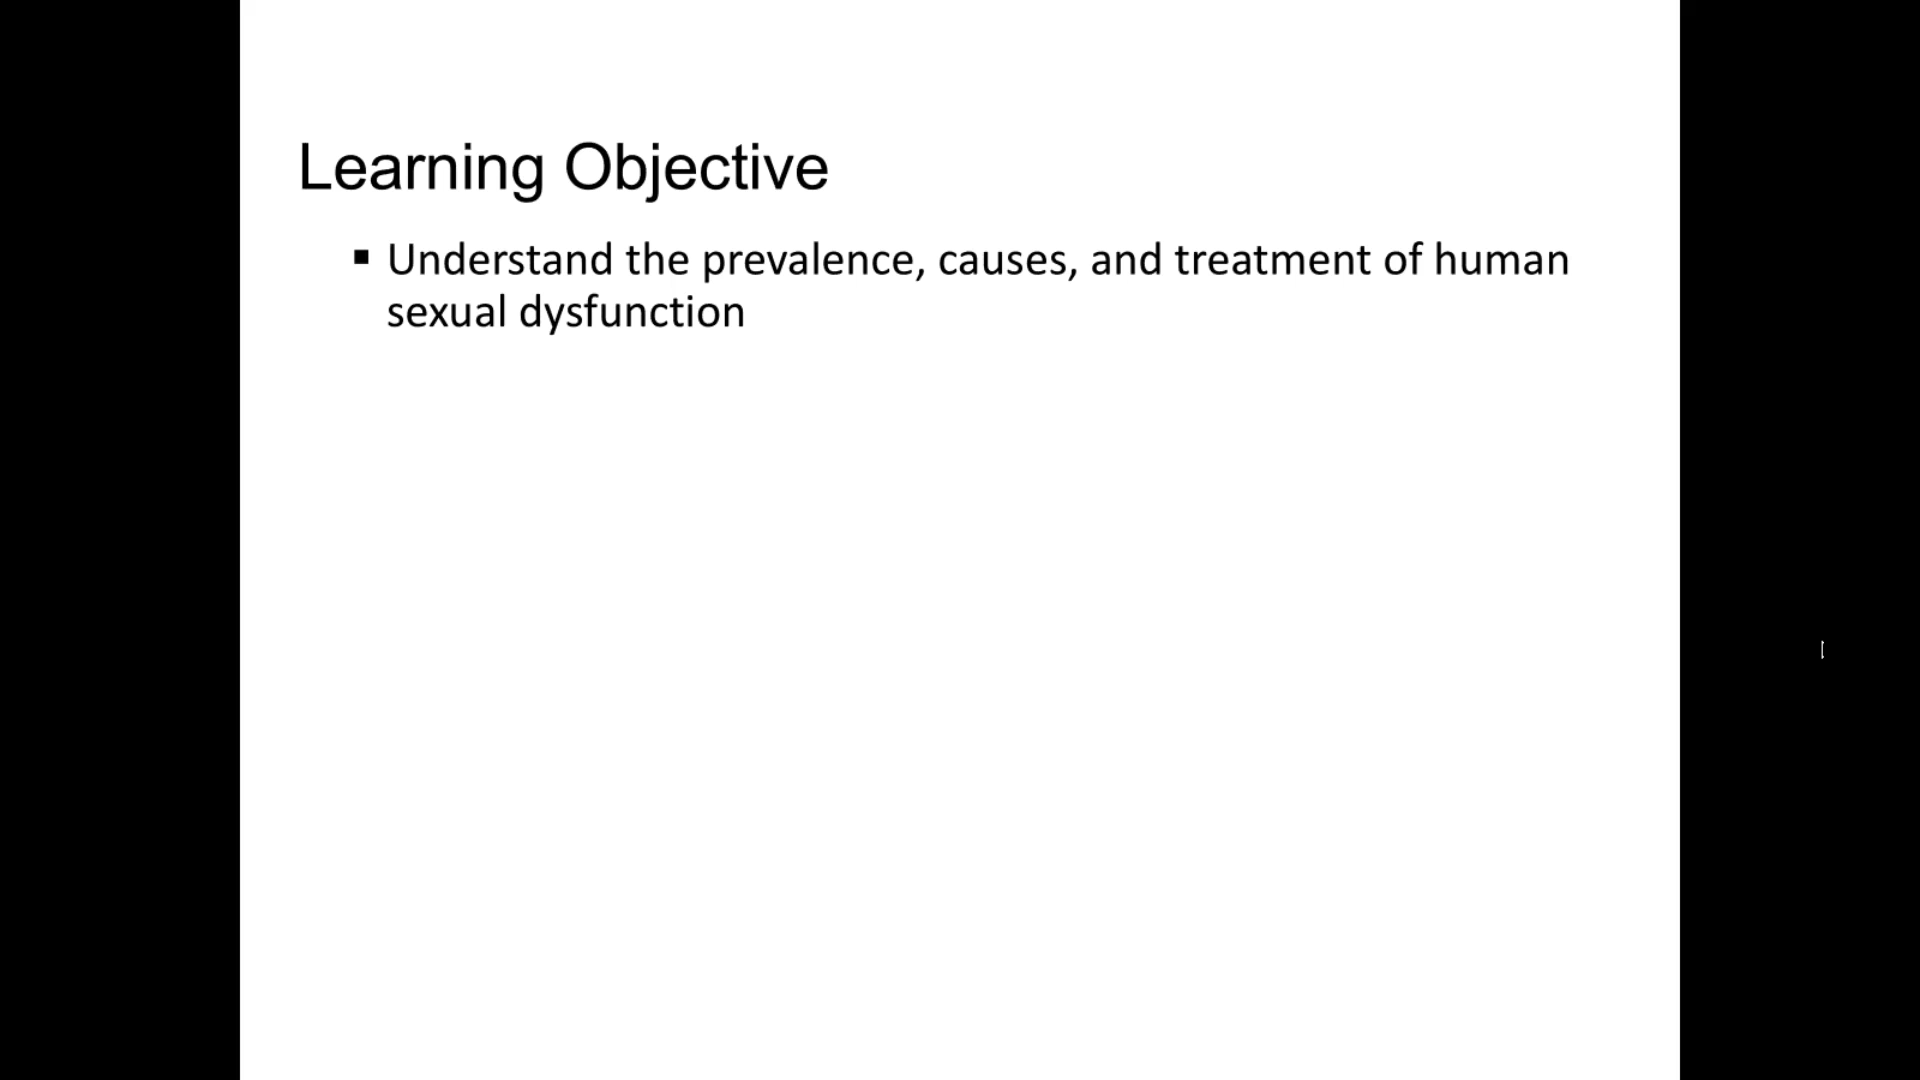 Learning Objective
▪ Understand the prevalence, causes, and treatment of human
sexual dysfunction